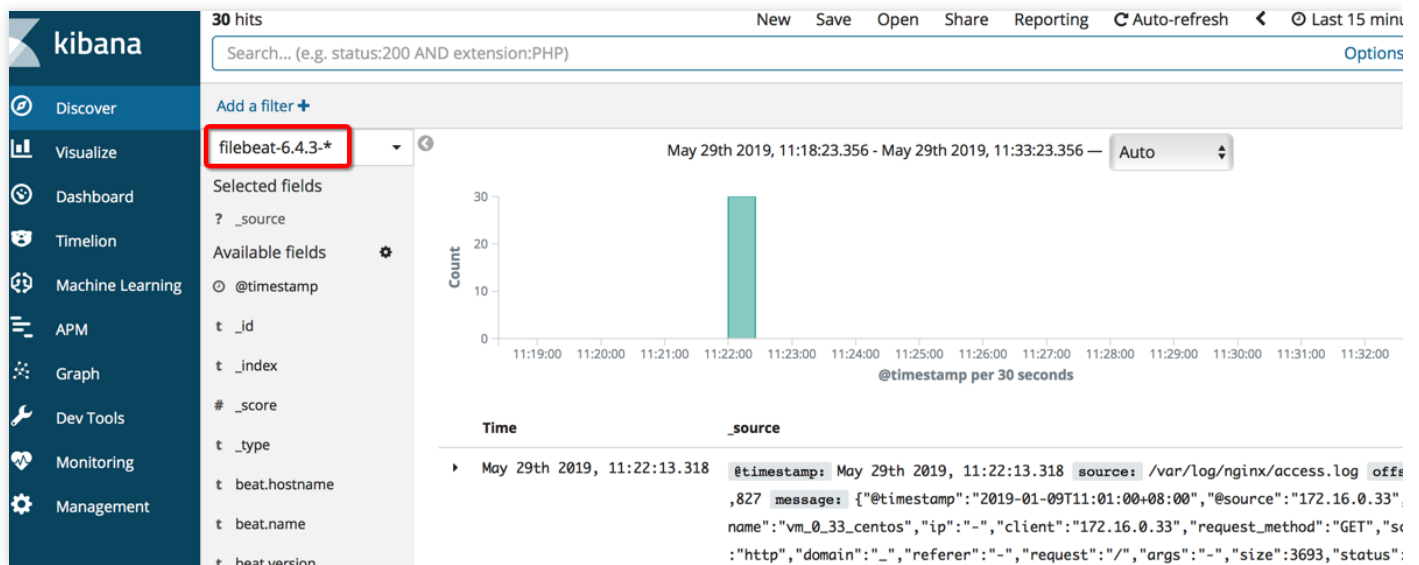 30 hits
New Save Open Share Reporting Auto-refresh Last 15
kibana
Search... (e.g. status:200 AND extension:PHP)
Options
Discover
Visualize
Dashboard
Timelion
Machine Learning
APM
Graph
Dev Tools
Monitoring
Management
Add a filter +
filebeat-6.4.3-*
Selected fields
? _source
Available fields
@timestamp
t _id
t _index
# _score
t _type
t beat.hostname
t beat.name
t beat.version
May 29th 2019, 11:18:23.356 - May 29th 2019, 11:33:23.356 — Auto
Count
30
20
10
0
11:19:00 11:20:00 11:21:00 11:22:00 11:23:00 11:24:00 11:25:00 11:26:00 11:27:00 11:28:00 11:29:00 11:30:00 11:31:00 11:32:00
@timestamp per 30 seconds
Time _source
May 29th 2019, 11:22:13.318 @timestamp: May 29th 2019, 11:22:13.318 source: /var/log/nginx/access.log
,827 message: {"@timestamp":"2019-01-09T11:01:00+08:00","@source":"172.16.0.33",
name":"vm_0_33_centos","ip":"-","client":"172.16.0.33","request_method":"GET","
:"http","domain":"_","referer":"-","request":"/","args":"-","size":3693,"status":